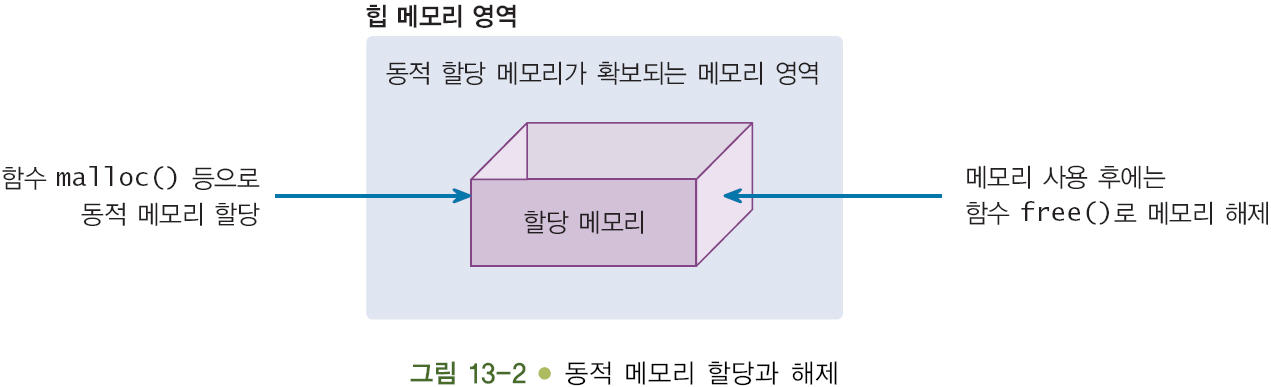 힙 메모리 영역
동적 할당 메모리가 확보되는 메모리 영역
함수 malloc() 등으로
동적 메모리 할당
할당 메모리
메모리 사용 후에는
함수 free()로 메모리 해제
그림 13-2 ● 동적 메모리 할당과 해제